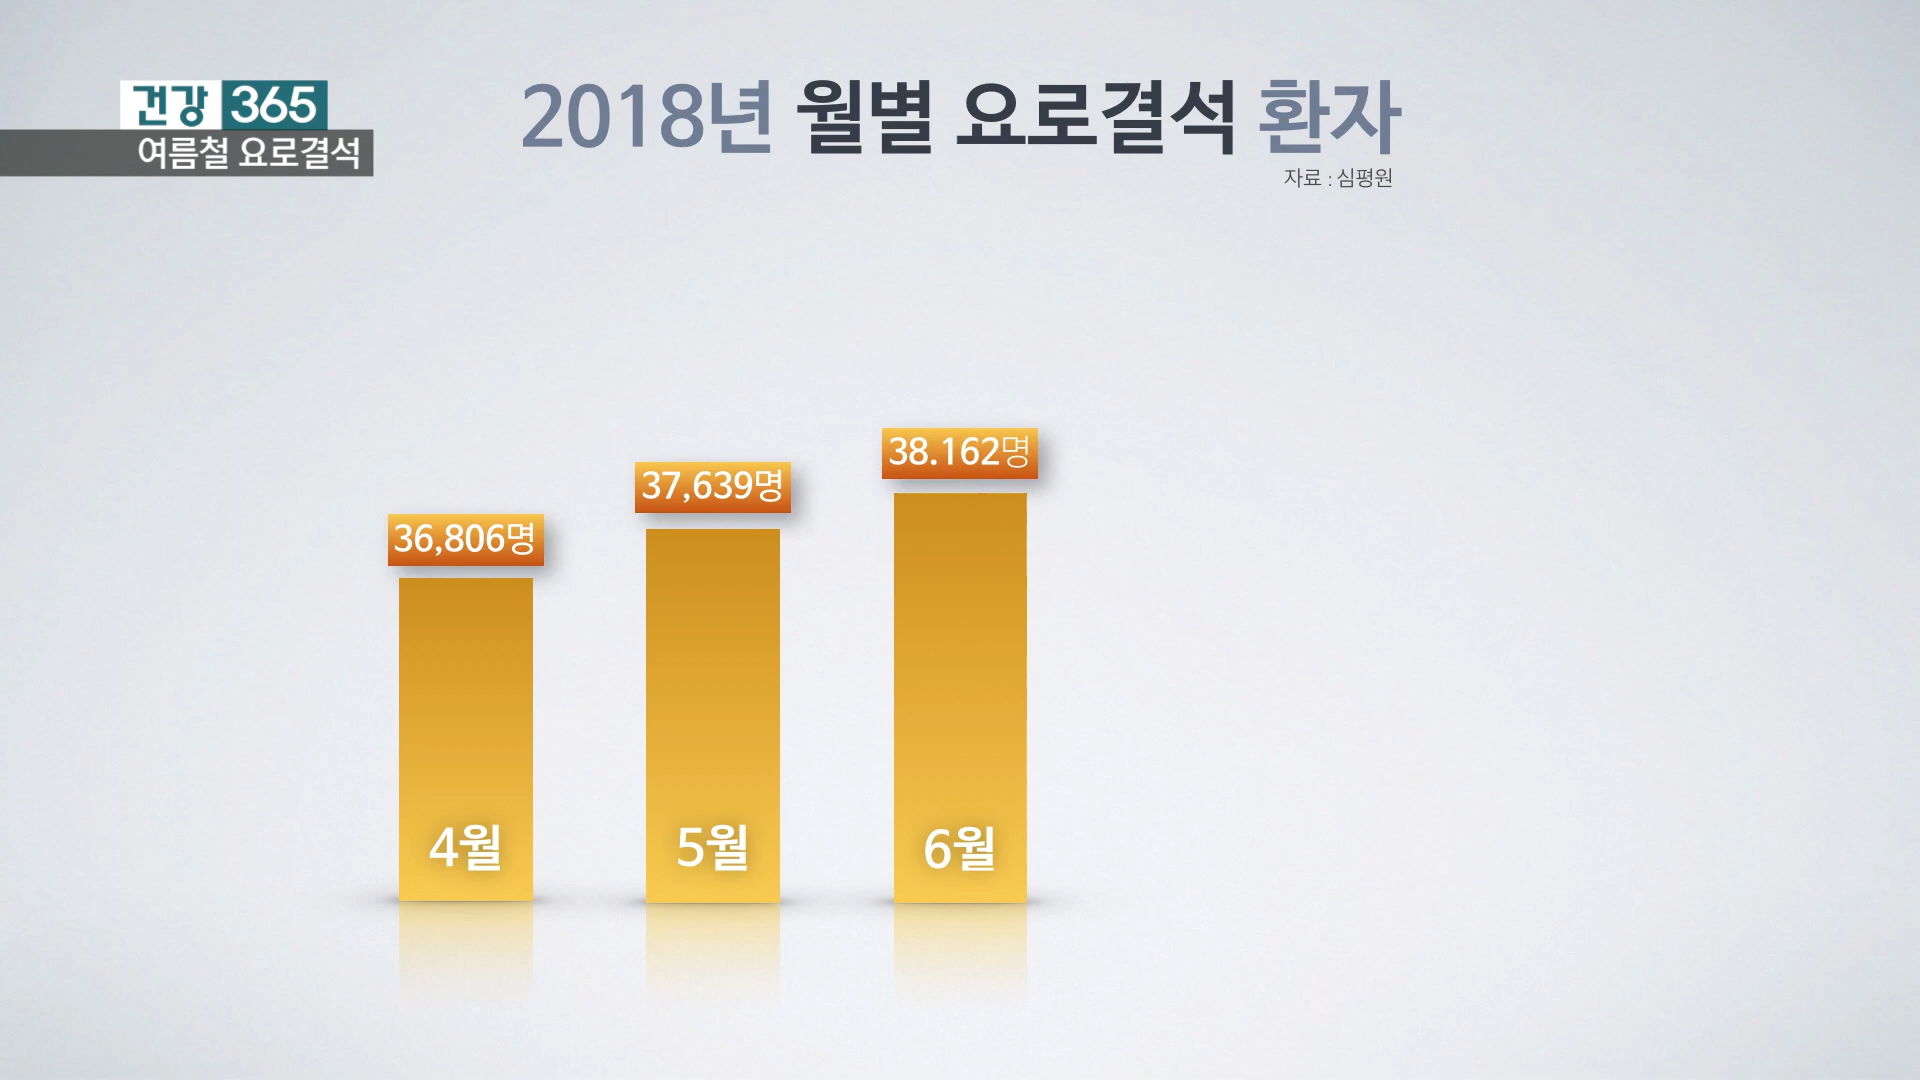 건강 365
여름철 요로결석
2018년 월별 요로결석 환자
자료 : 심평원
36,806명
37,639명
38.162명
4월
5월
6월